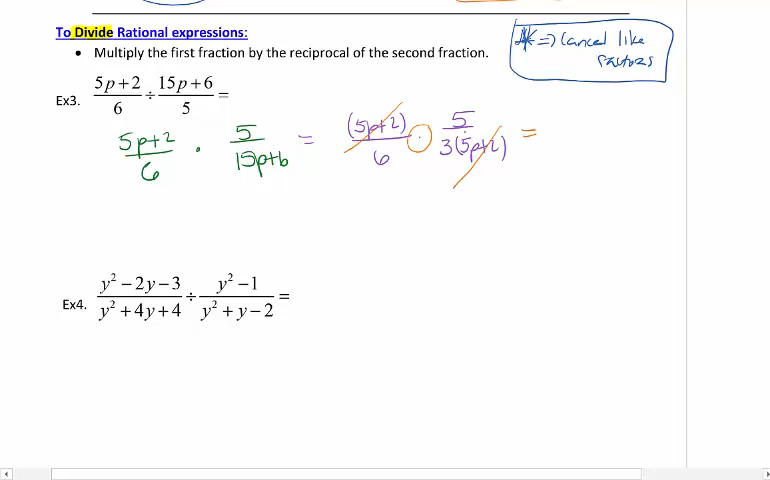 To Divide Rational expressions:
• Multiply the first fraction by the reciprocal of the second fraction.
* => Cancel like
factors
Ex3. (5p + 2)/6 ÷ (15p + 6)/5 =
(5p+2)/6 · 5/(15p+6) = (5p+2)/6 · 5/(3(5p+2)) =
Ex4. (y² − 2y − 3)/(y² + 4y + 4) ÷ (y² − 1)/(y² + y − 2) =